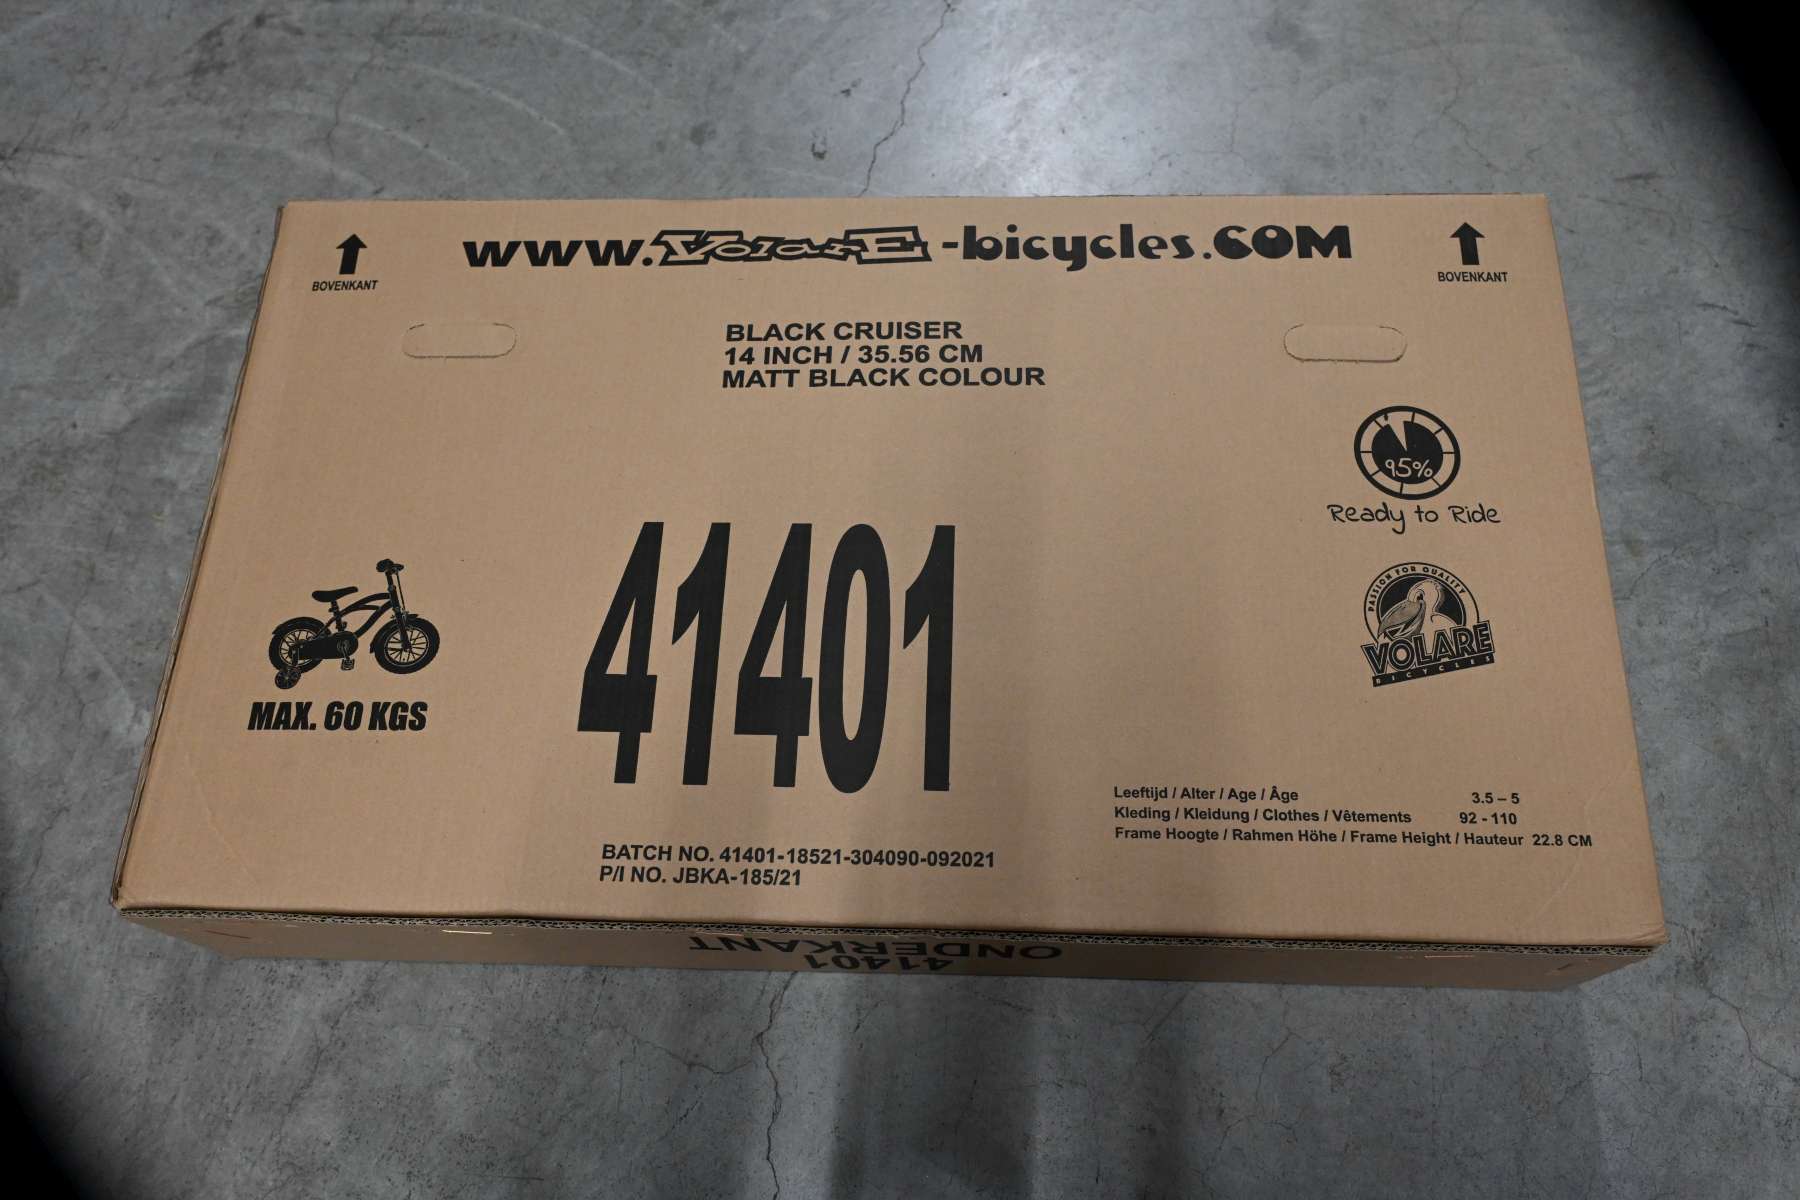 www.VolarE-bicycles.COM
BOVENKANT
BOVENKANT
BLACK CRUISER
14 INCH / 35.56 CM
MATT BLACK COLOUR
95%
Ready to Ride
41401
PASSION FOR QUALITY
VOLARE
BICYCLES
MAX. 60 KGS
Leeftijd / Alter / Age / Âge 3.5 – 5
Kleding / Kleidung / Clothes / Vêtements 92 - 110
Frame Hoogte / Rahmen Höhe / Frame Height / Hauteur 22.8 CM
BATCH NO. 41401-18521-304090-092021
P/I NO. JBKA-185/21
ONDERKANT
41401